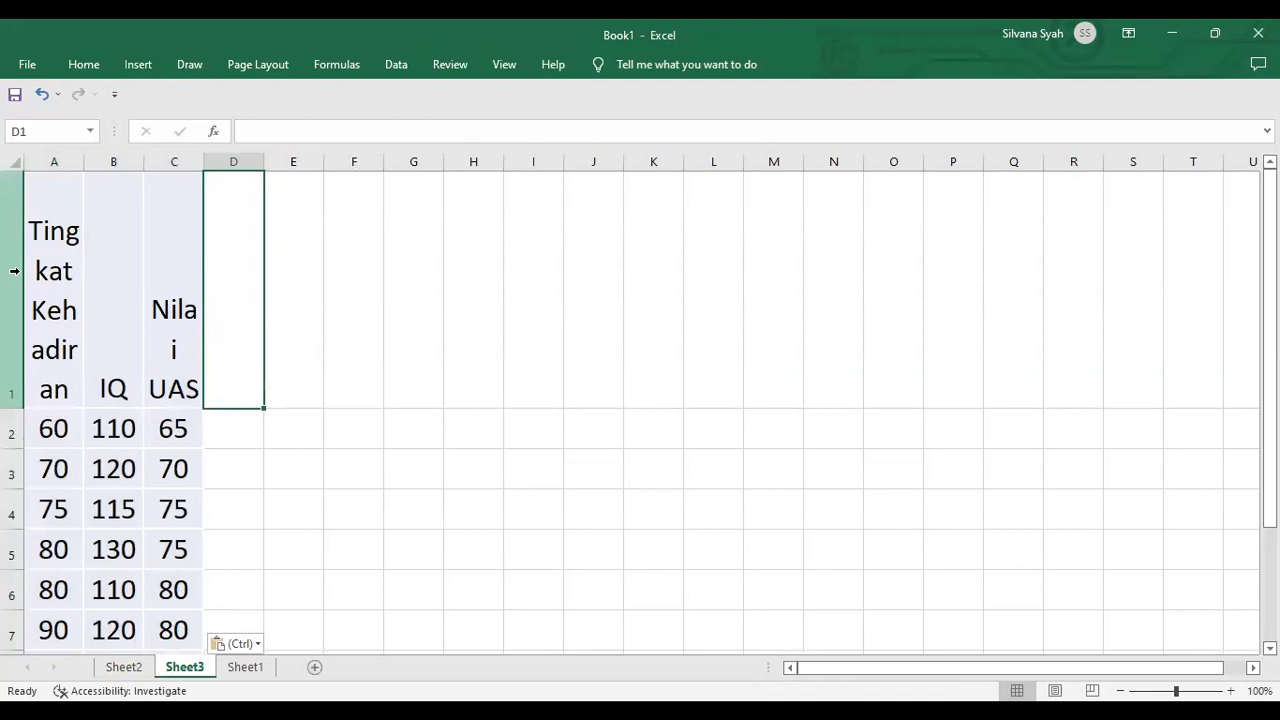 Book1 - Excel
Silvana Syah SS
File Home Insert Draw Page Layout Formulas Data Review View Help Tell me what you want to do
D1 fx
A B C D E F G H I J K L M N O P Q R S T U
Ting
kat
Keh
adir
an
IQ
Nila
i
UAS
1
2 60 110 65
3 70 120 70
4 75 115 75
5 80 130 75
6 80 110 80
7 90 120 80
(Ctrl)
Sheet2 Sheet3 Sheet1
Ready Accessibility: Investigate 100%